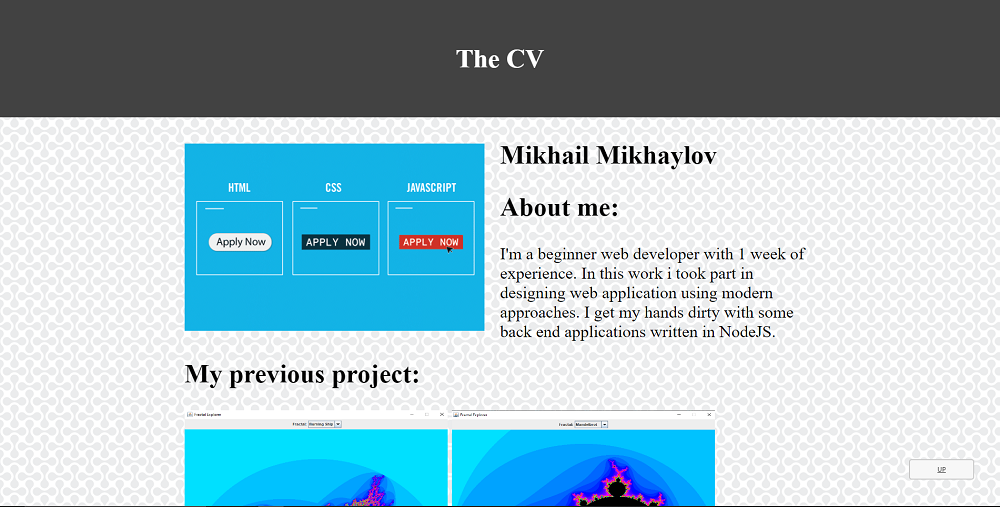 The CV
HTML CSS JAVASCRIPT
Apply Now APPLY NOW APPLY NOW
Mikhail Mikhaylov
About me:
I'm a beginner web developer with 1 week of
experience. In this work i took part in
designing web application using modern
approaches. I get my hands dirty with some
back end applications written in NodeJS.
My previous project:
Fractal Explorer
Fractal: Burning Ship
Fractal Explorer
Fractal: Mandelbrot
UP